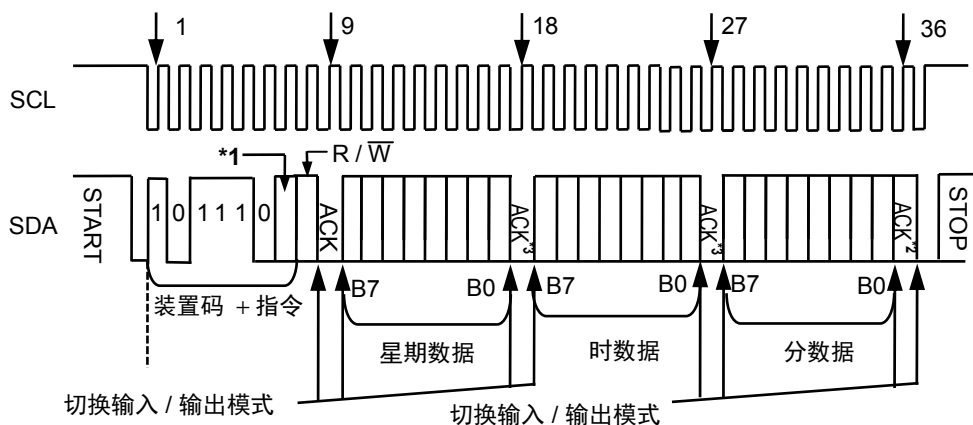 1 9 18 27 36
SCL
*1 R / W
SDA START 1 0 1 1 1 0 ACK ACK*3 ACK*3 ACK*2 STOP
B7 B0 B7 B0 B7 B0
装置码 + 指令
星期数据 时数据 分数据
切换输入 / 输出模式 切换输入 / 输出模式